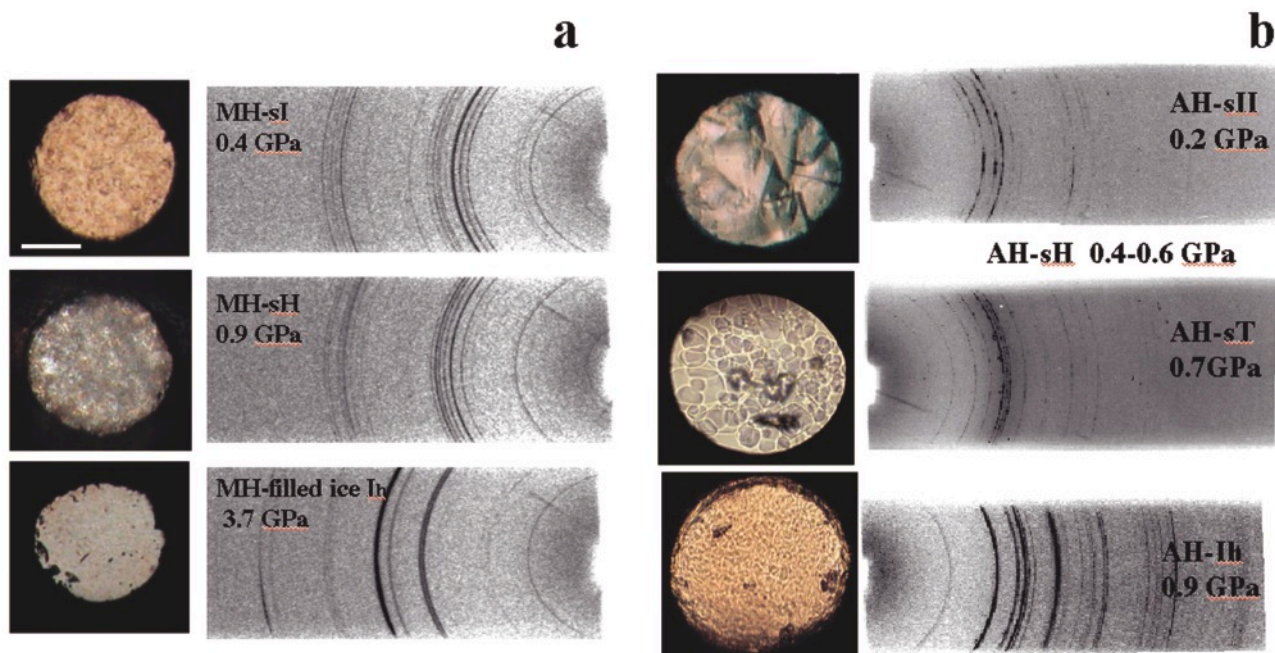 a
MH-sI
0.4 GPa
MH-sH
0.9 GPa
MH-filled ice Ih
3.7 GPa
b
AH-sII
0.2 GPa
AH-sH 0.4-0.6 GPa
AH-sT
0.7GPa
AH-Ih
0.9 GPa